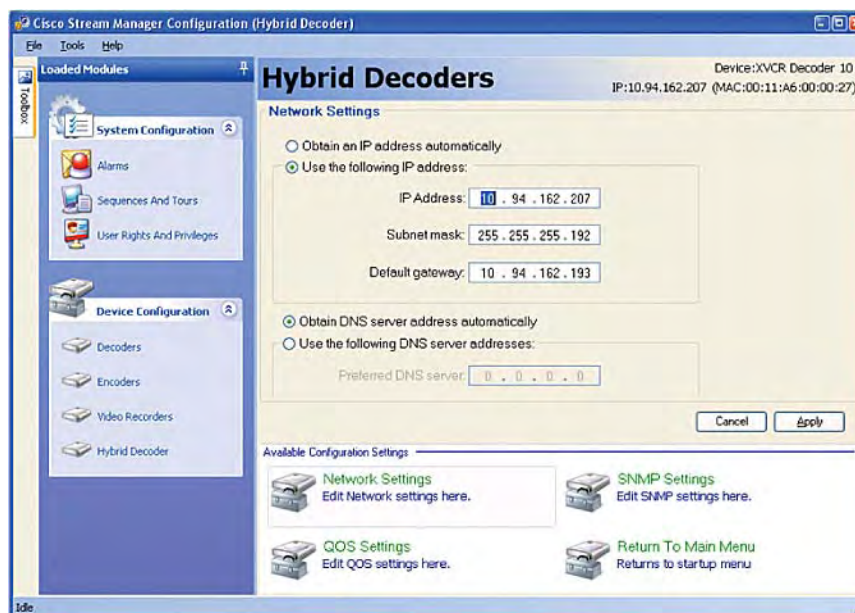 Cisco Stream Manager Configuration (Hybrid Decoder)
File Tools Help
Toolbox
Loaded Modules
System Configuration
Alarms
Sequences And Tours
User Rights And Privileges
Device Configuration
Decoders
Encoders
Video Recorders
Hybrid Decoder
Hybrid Decoders
Device:XVCR Decoder 10
IP:10.94.162.207 (MAC:00:11:A6:00:00:27)
Network Settings
Obtain an IP address automatically
Use the following IP address:
IP Address: 10 . 94 . 162 . 207
Subnet mask: 255 . 255 . 255 . 192
Default gateway: 10 . 94 . 162 . 193
Obtain DNS server address automatically
Use the following DNS server addresses:
Preferred DNS server: 0 . 0 . 0 . 0
Cancel Apply
Available Configuration Settings
Network Settings
Edit Network settings here.
SNMP Settings
Edit SNMP settings here.
QOS Settings
Edit QOS settings here.
Return To Main Menu
Returns to startup menu
Idle